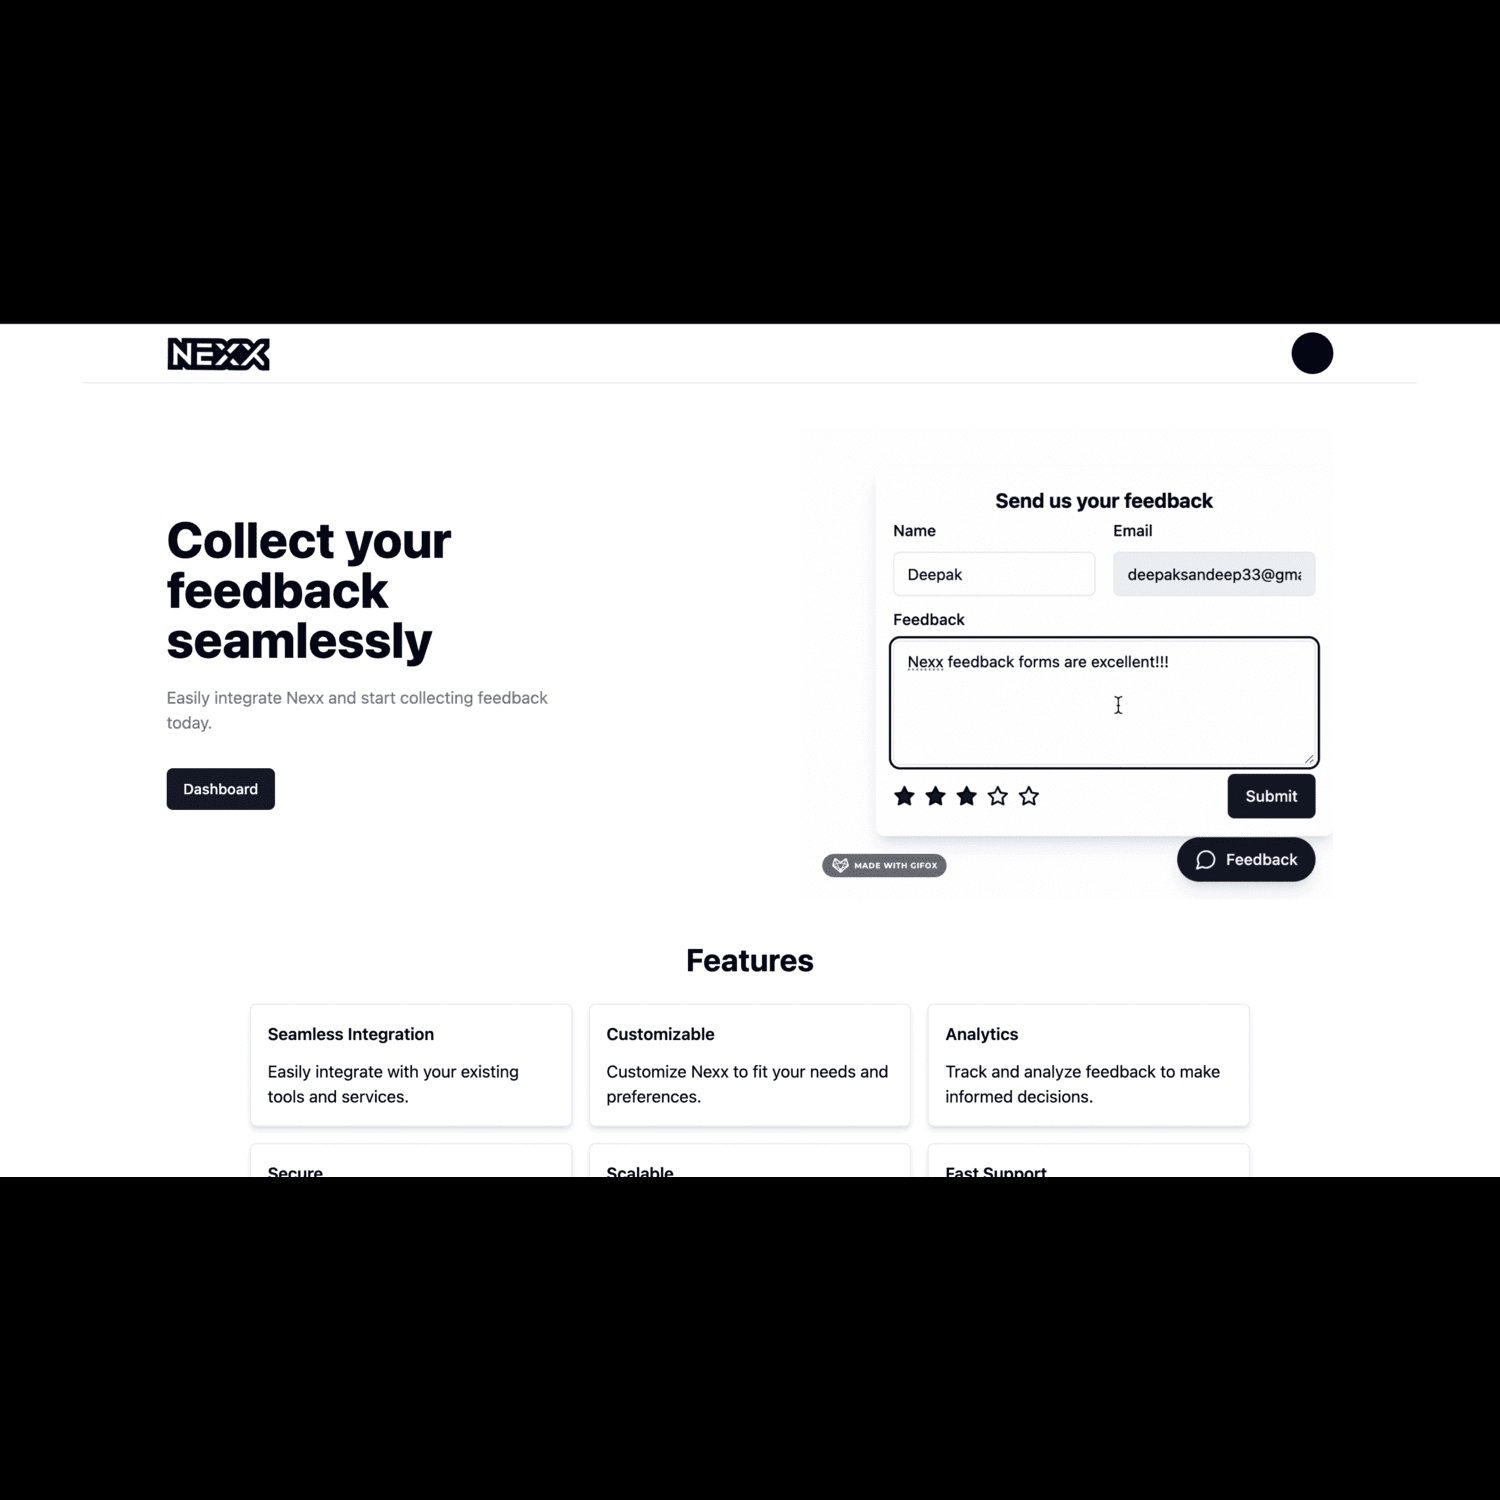 NEXX
Collect your
feedback
seamlessly
Easily integrate Nexx and start collecting feedback
today.
Dashboard
Send us your feedback
Name
Email
Deepak
deepaksandeep33@gma
Feedback
Nexx feedback forms are excellent!!!
Submit
MADE WITH GIFOX
Feedback
Features
Seamless Integration
Easily integrate with your existing
tools and services.
Customizable
Customize Nexx to fit your needs and
preferences.
Analytics
Track and analyze feedback to make
informed decisions.
Secure
Scalable
Fast Support